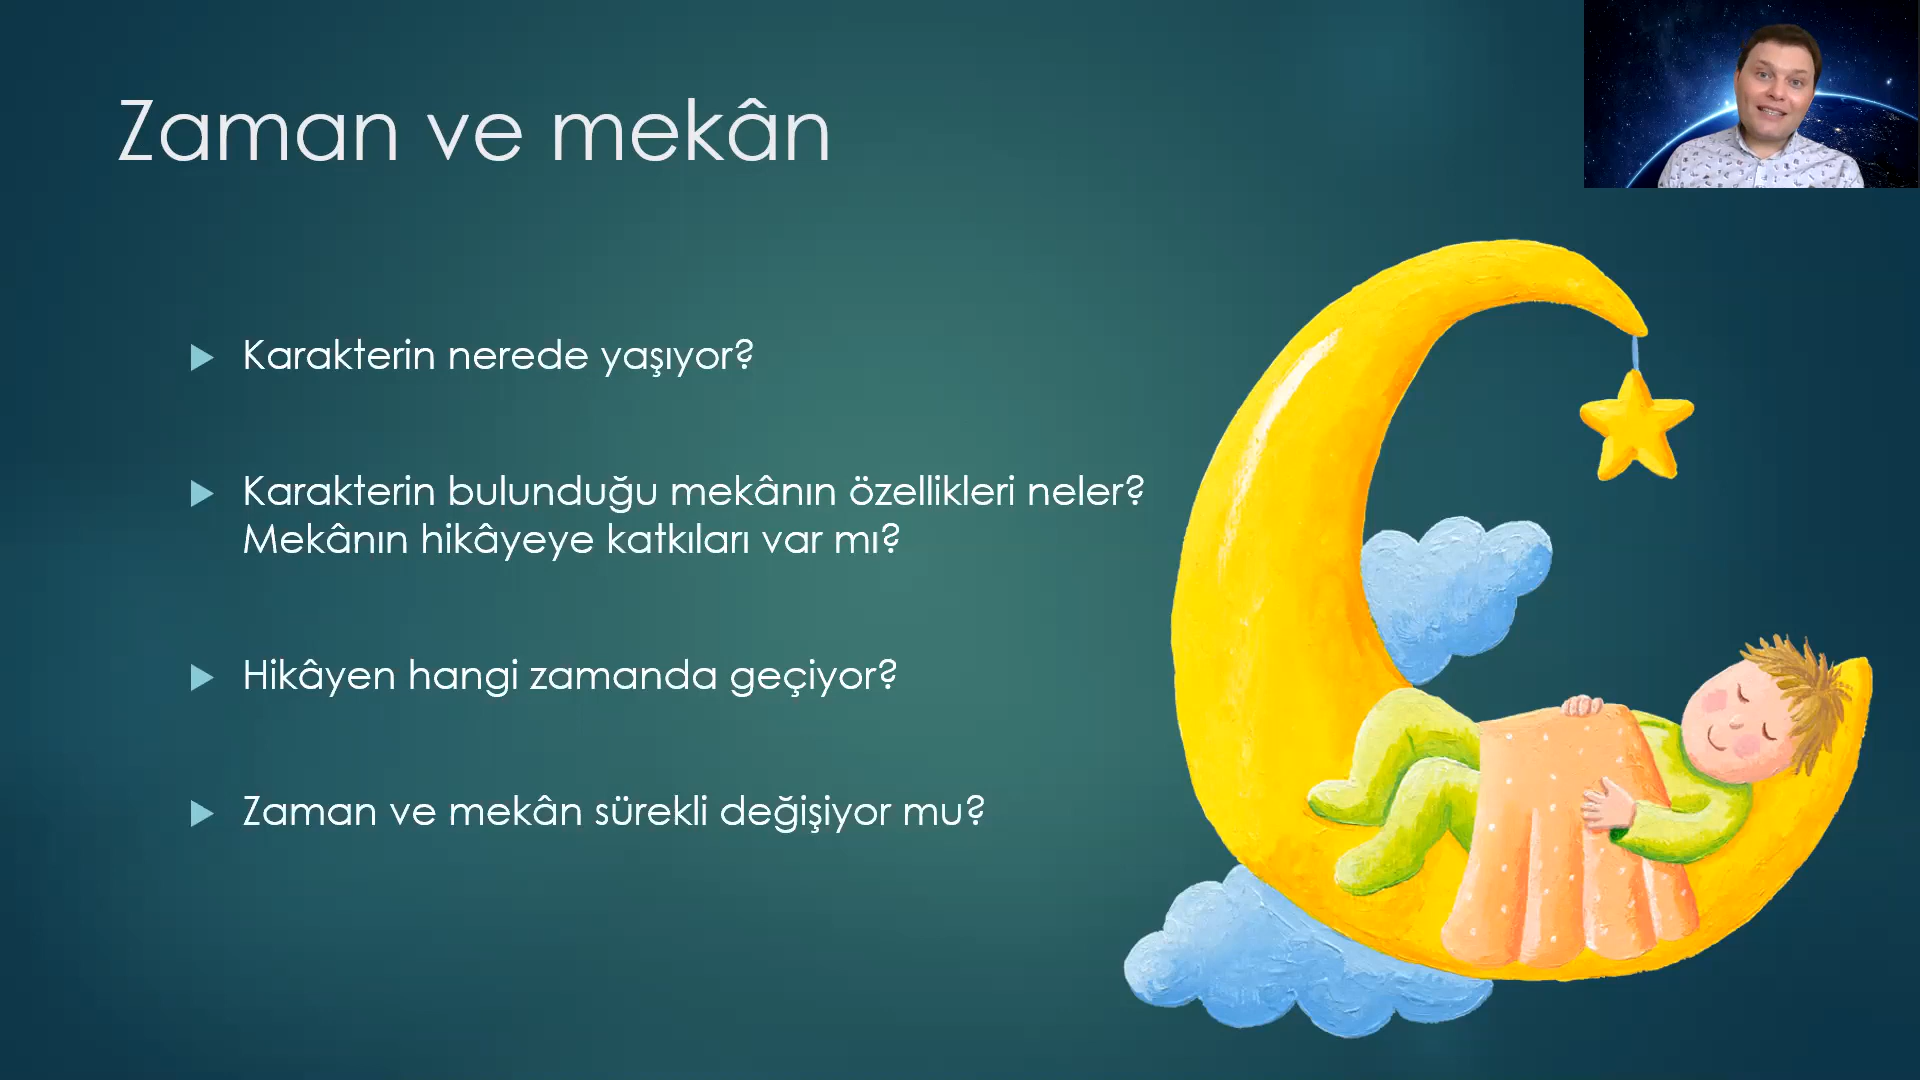 Zaman ve mekân
Karakterin nerede yaşıyor?
Karakterin bulunduğu mekânın özellikleri neler?
Mekânın hikâyeye katkıları var mı?
Hikâyen hangi zamanda geçiyor?
Zaman ve mekân sürekli değişiyor mu?